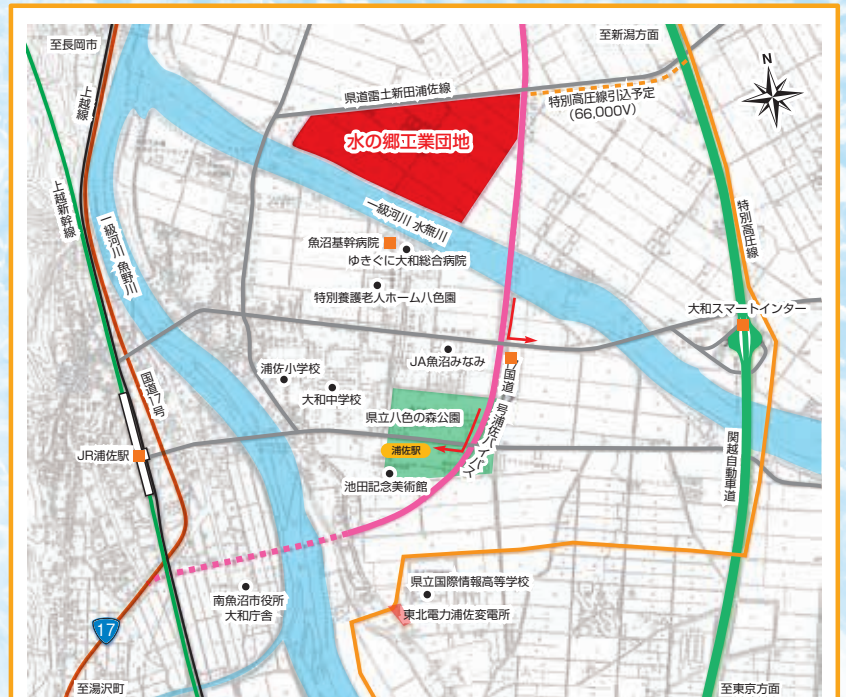 至長岡市
至新潟方面
N
上越線
県道雷土新田浦佐線
特別高圧線引込予定
(66,000V)
水の郷工業団地
上越新幹線
一級河川 魚野川
一級河川 水無川
特別高圧線
魚沼基幹病院
ゆきぐに大和総合病院
特別養護老人ホーム八色園
大和スマートインター
JA魚沼みなみ
浦佐小学校
大和中学校
国道17号
国道17号浦佐バイパス
県立八色の森公園
JR浦佐駅
浦佐駅
関越自動車道
池田記念美術館
県立国際情報高等学校
南魚沼市役所
大和庁舎
東北電力浦佐変電所
17
至湯沢町
至東京方面